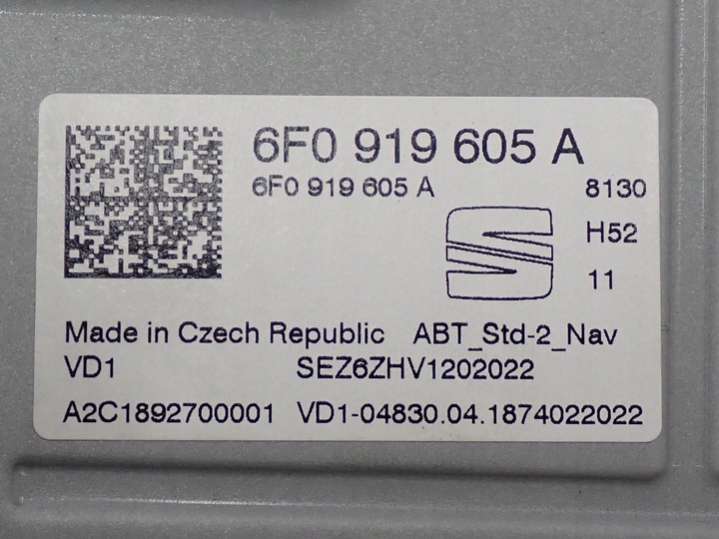 6F0 919 605 A
6F0 919 605 A 8130
H52
11
Made in Czech Republic ABT_Std-2_Nav
VD1 SEZ6ZHV1202022
A2C1892700001 VD1-04830.04.1874022022